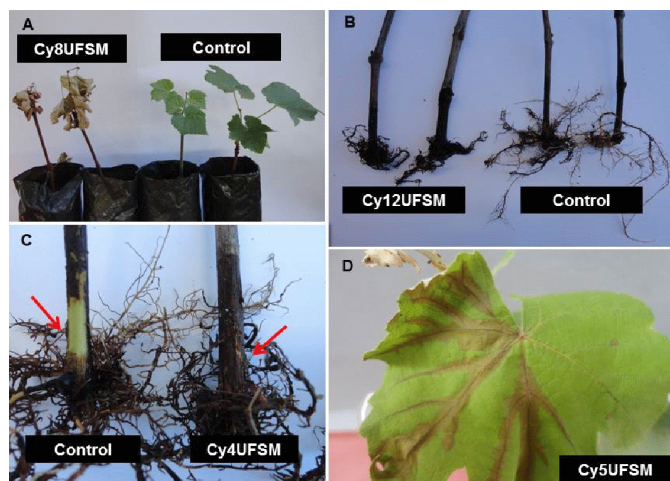 A
Cy8UFSM
Control
B
Cy12UFSM
Control
C
Control
Cy4UFSM
D
Cy5UFSM